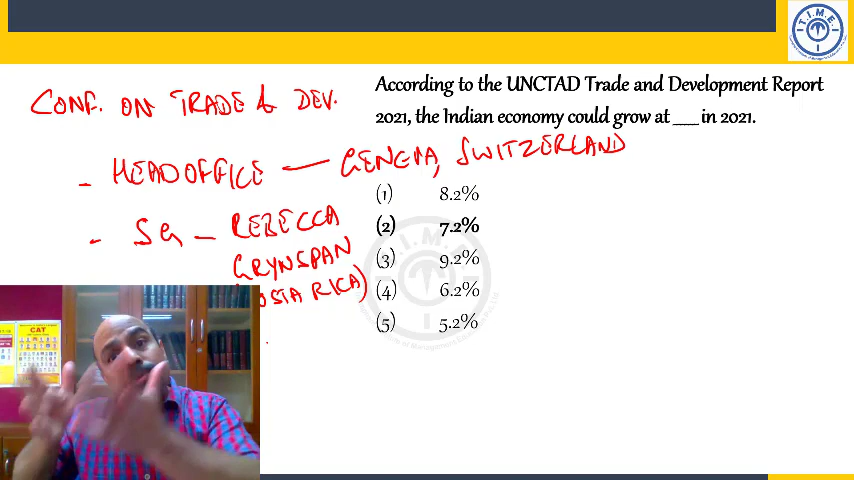 T.I.M.E.
According to the UNCTAD Trade and Development Report
2021, the Indian economy could grow at ___ in 2021.
CONF. ON TRADE & DEV.
- HEAD OFFICE — GENEVA, SWITZERLAND
- SG — REBECCA
GRYNSPAN
(COSTA RICA)
(1) 8.2%
(2) 7.2%
(3) 9.2%
(4) 6.2%
(5) 5.2%
CAT